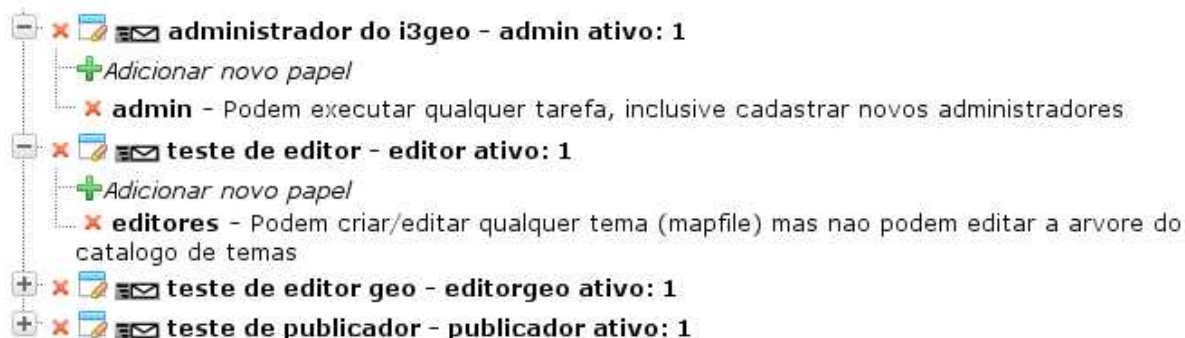 administrador do i3geo - admin ativo: 1
Adicionar novo papel
admin - Podem executar qualquer tarefa, inclusive cadastrar novos administradores
teste de editor - editor ativo: 1
Adicionar novo papel
editores - Podem criar/editar qualquer tema (mapfile) mas nao podem editar a arvore do
catalogo de temas
teste de editor geo - editorgeo ativo: 1
teste de publicador - publicador ativo: 1